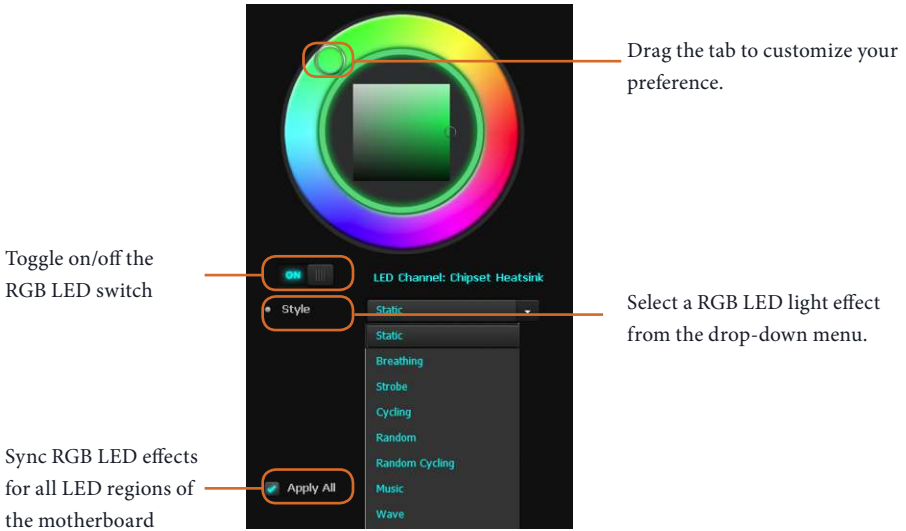 Drag the tab to customize your
preference.
Toggle on/off the
RGB LED switch
ON
LED Channel: Chipset Heatsink
Style
Static
Select a RGB LED light effect
from the drop-down menu.
Static
Breathing
Strobe
Cycling
Random
Random Cycling
Music
Wave
Sync RGB LED effects
for all LED regions of
the motherboard
Apply All